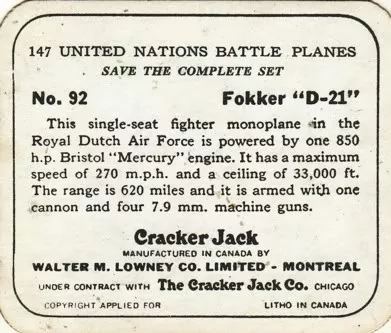 147 UNITED NATIONS BATTLE PLANES
SAVE THE COMPLETE SET
No. 92 Fokker "D-21"
This single-seat fighter monoplane in the
Royal Dutch Air Force is powered by one 850
h.p. Bristol "Mercury" engine. It has a maximum
speed of 270 m.p.h. and a ceiling of 33,000 ft.
The range is 620 miles and it is armed with one
cannon and four 7.9 mm. machine guns.
Cracker Jack
MANUFACTURED IN CANADA BY
WALTER M. LOWNEY CO. LIMITED - MONTREAL
UNDER CONTRACT WITH The Cracker Jack Co. CHICAGO
COPYRIGHT APPLIED FOR LITHO IN CANADA